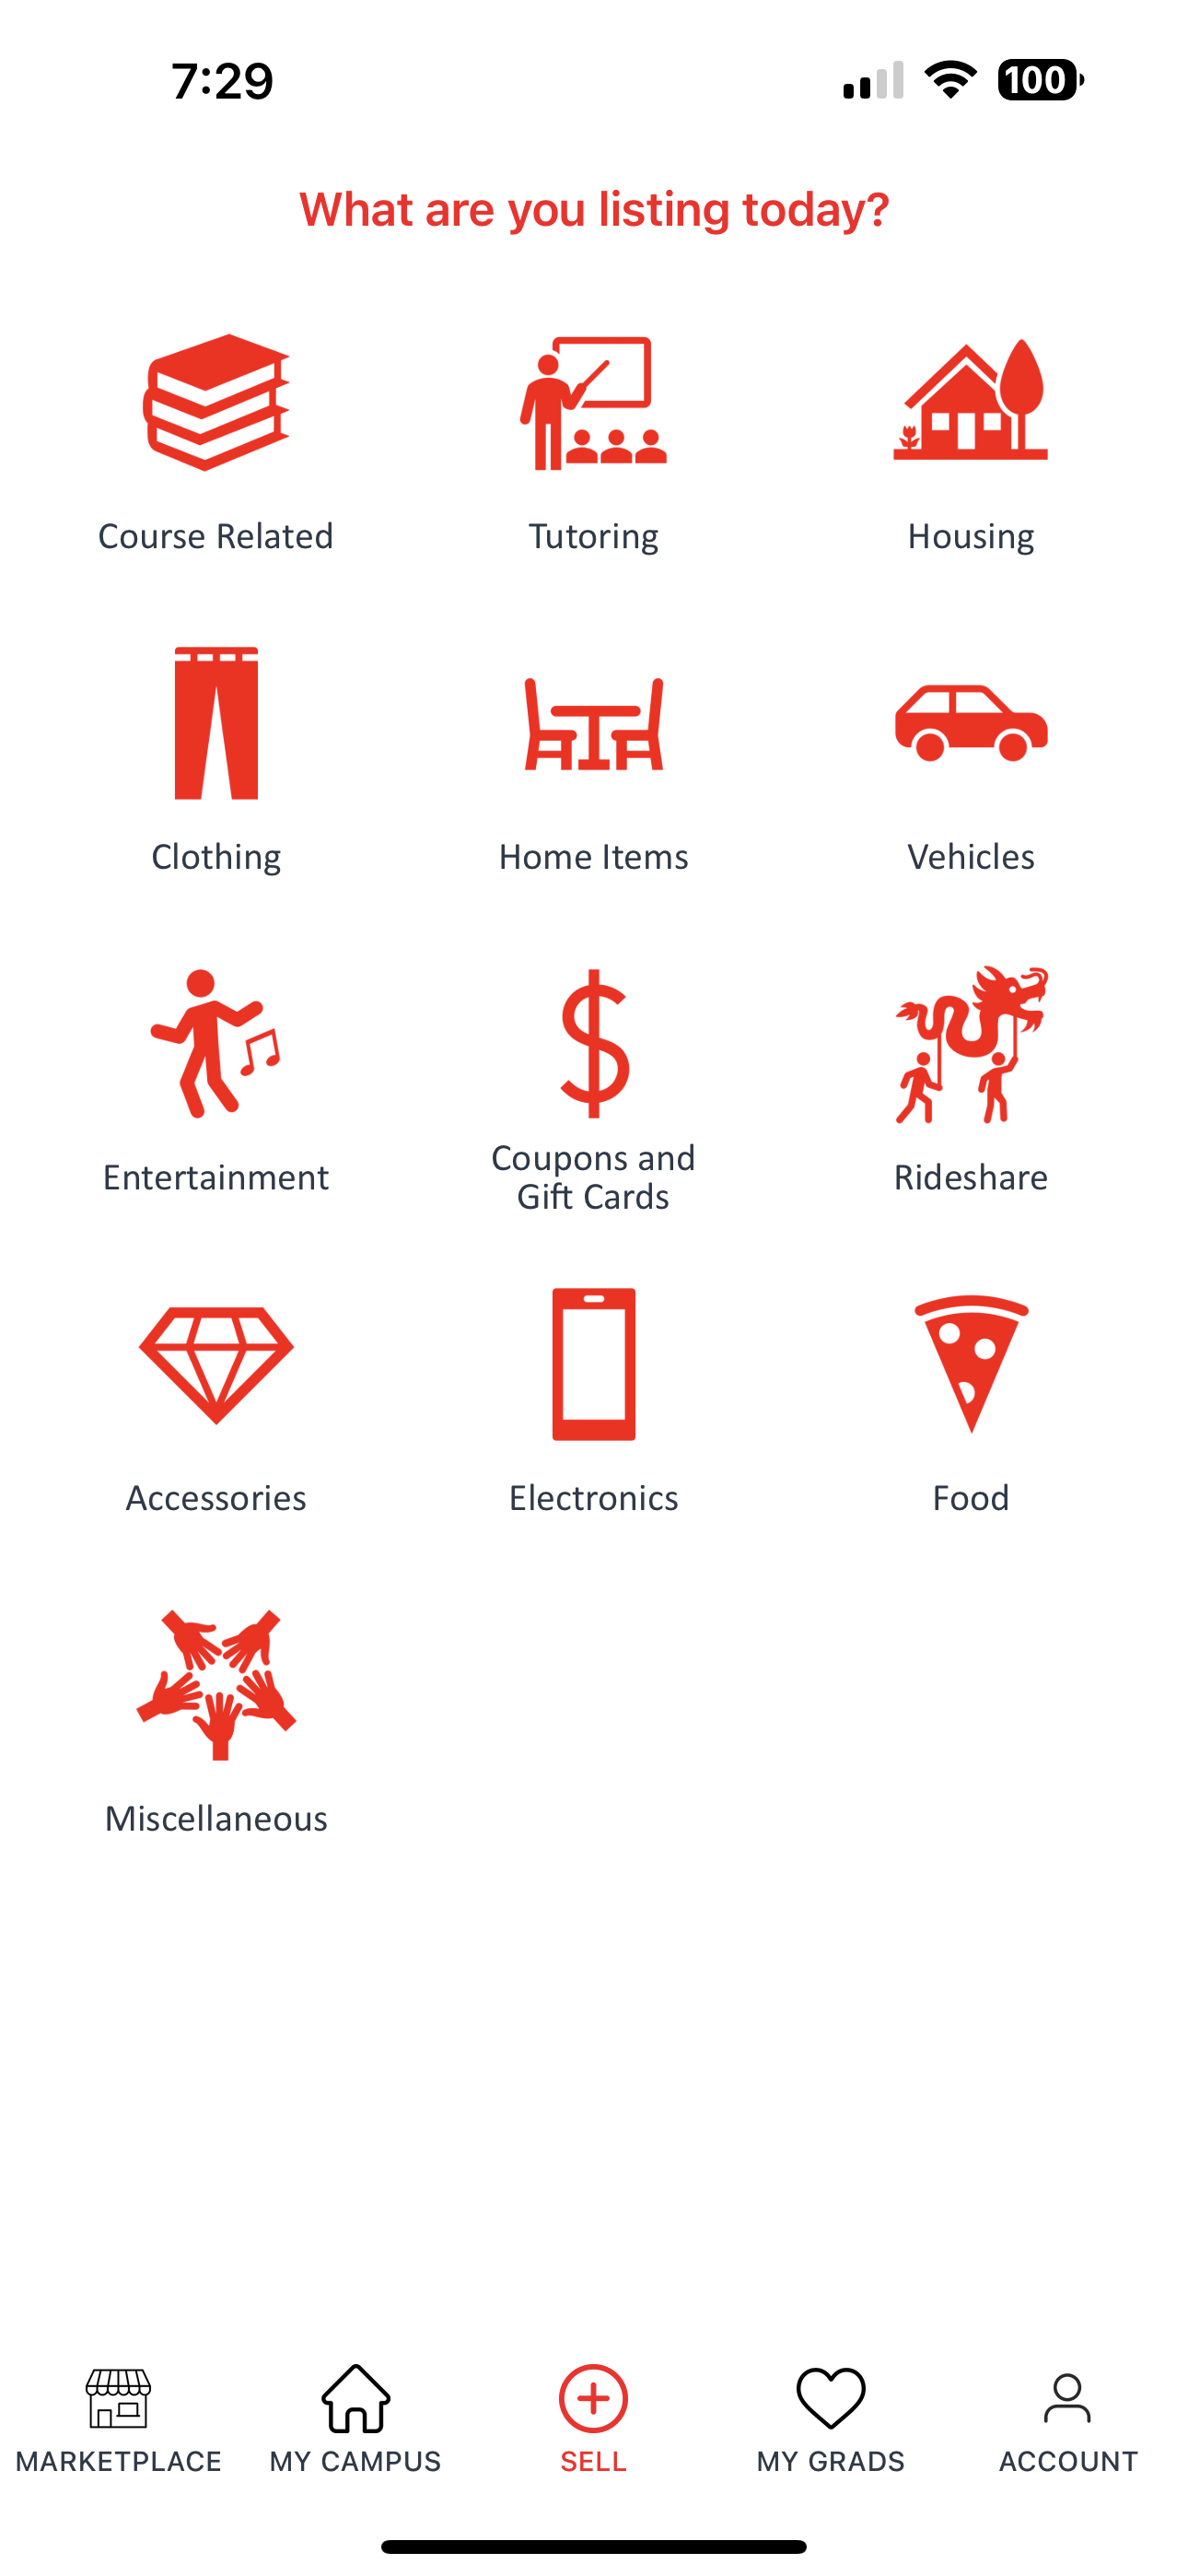 7:29
100
What are you listing today?
Course Related
Tutoring
Housing
Clothing
Home Items
Vehicles
Entertainment
Coupons and
Gift Cards
Rideshare
Accessories
Electronics
Food
Miscellaneous
MARKETPLACE
MY CAMPUS
SELL
MY GRADS
ACCOUNT